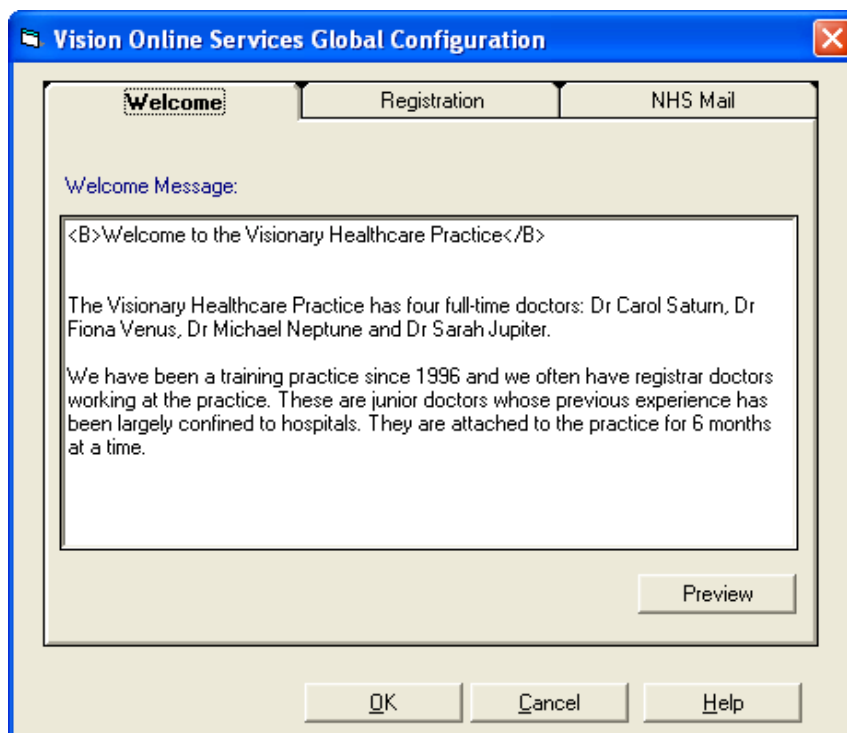 Vision Online Services Global Configuration
Welcome Registration NHS Mail
Welcome Message:
<B>Welcome to the Visionary Healthcare Practice</B>
The Visionary Healthcare Practice has four full-time doctors: Dr Carol Saturn, Dr
Fiona Venus, Dr Michael Neptune and Dr Sarah Jupiter.
We have been a training practice since 1996 and we often have registrar doctors
working at the practice. These are junior doctors whose previous experience has
been largely confined to hospitals. They are attached to the practice for 6 months
at a time.
Preview
OK Cancel Help